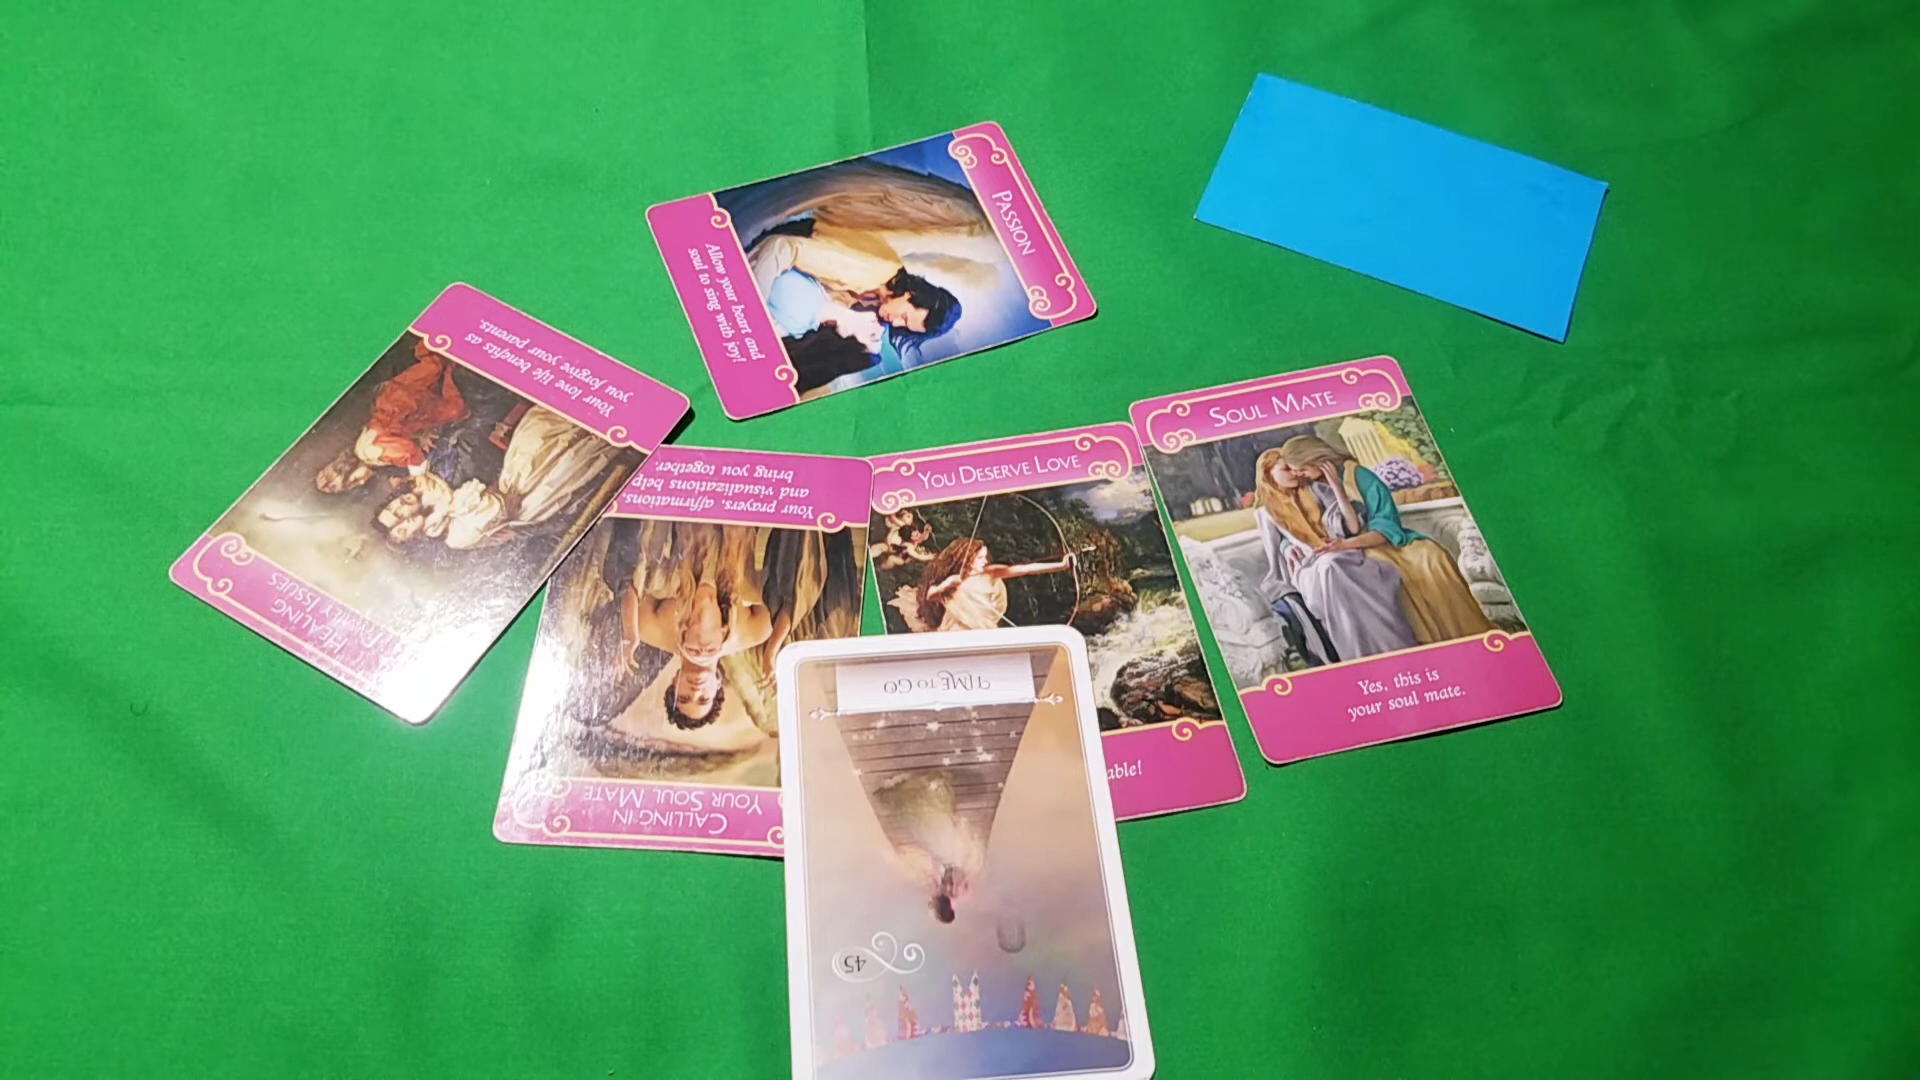 PASSION
Allow your heart and
soul to sing with joy!
Your love life benefits as
you forgive your parents.
HEALING
FAMILY ISSUES
Your prayers, affirmations,
and visualizations help
bring you together.
CALLING IN
YOUR SOUL MATE
YOU DESERVE LOVE
SOUL MATE
Yes, this is
your soul mate.
TIME TO GO
45